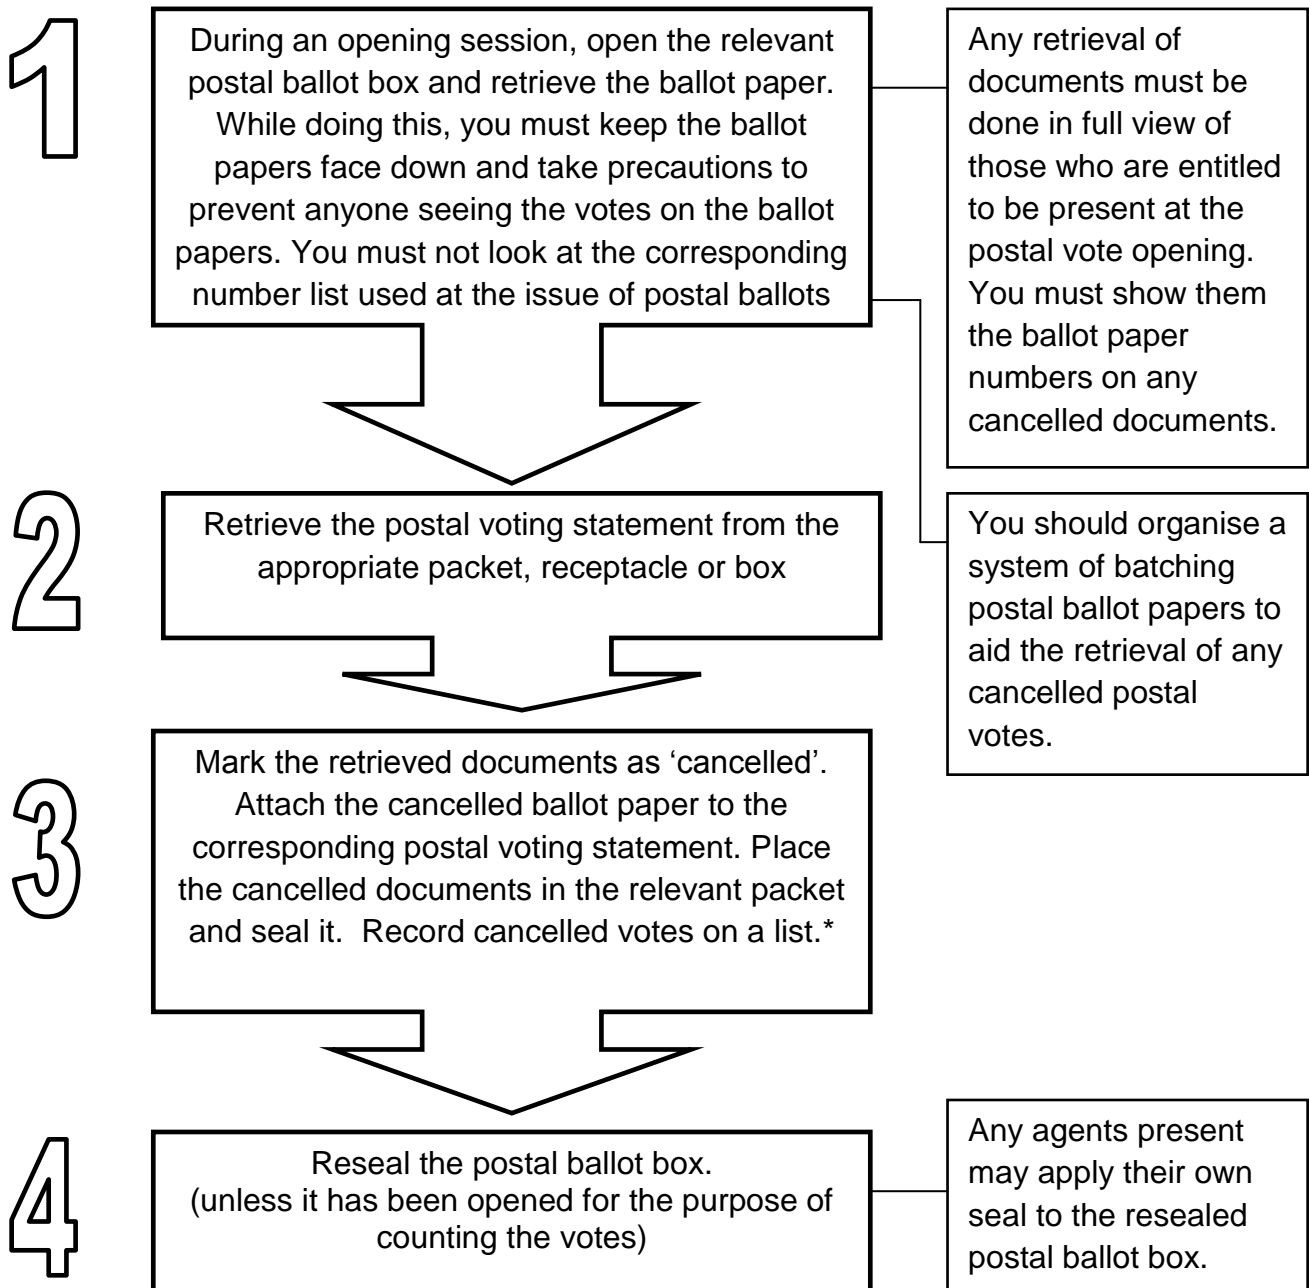 1
During an opening session, open the relevant
postal ballot box and retrieve the ballot paper.
While doing this, you must keep the ballot
papers face down and take precautions to
prevent anyone seeing the votes on the ballot
papers. You must not look at the corresponding
number list used at the issue of postal ballots
Any retrieval of
documents must be
done in full view of
those who are entitled
to be present at the
postal vote opening.
You must show them
the ballot paper
numbers on any
cancelled documents.
2
Retrieve the postal voting statement from the
appropriate packet, receptacle or box
You should organise a
system of batching
postal ballot papers to
aid the retrieval of any
cancelled postal
votes.
3
Mark the retrieved documents as ‘cancelled’.
Attach the cancelled ballot paper to the
corresponding postal voting statement. Place
the cancelled documents in the relevant packet
and seal it.  Record cancelled votes on a list.*
4
Reseal the postal ballot box.
(unless it has been opened for the purpose of
counting the votes)
Any agents present
may apply their own
seal to the resealed
postal ballot box.